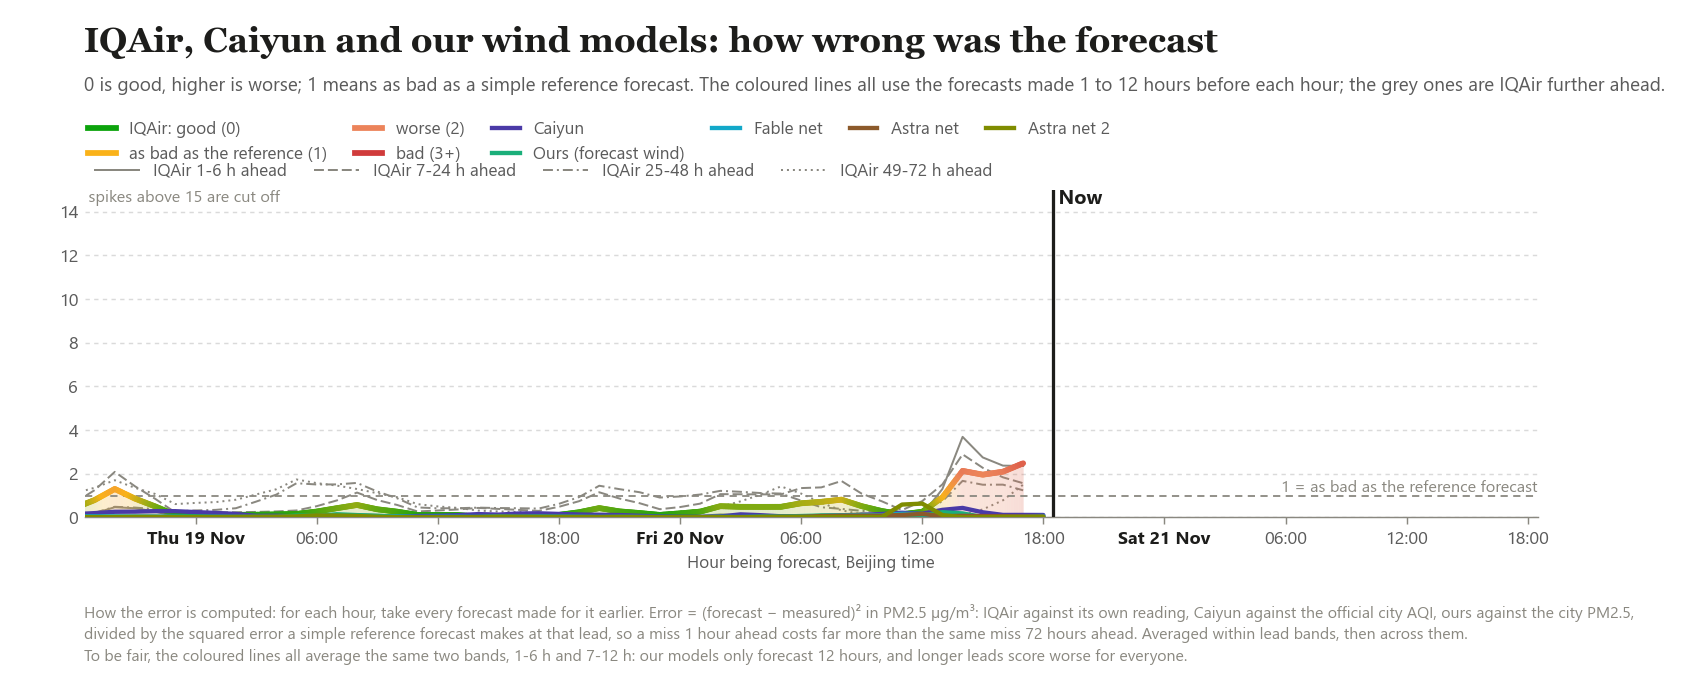 IQAir, Caiyun and our wind models: how wrong was the forecast
0 is good, higher is worse; 1 means as bad as a simple reference forecast. The coloured lines all use the forecasts made 1 to 12 hours before each hour; the grey ones are IQAir further ahead.
IQAir: good (0) worse (2) Caiyun Fable net Astra net Astra net 2
as bad as the reference (1) bad (3+) Ours (forecast wind)
IQAir 1-6 h ahead IQAir 7-24 h ahead IQAir 25-48 h ahead IQAir 49-72 h ahead
spikes above 15 are cut off
Now
14
12
10
8
6
4
2
1 = as bad as the reference forecast
0
Thu 19 Nov 06:00 12:00 18:00 Fri 20 Nov 06:00 12:00 18:00 Sat 21 Nov 06:00 12:00 18:00
Hour being forecast, Beijing time
How the error is computed: for each hour, take every forecast made for it earlier. Error = (forecast − measured)² in PM2.5 µg/m³: IQAir against its own reading, Caiyun against the official city AQI, ours against the city PM2.5,
divided by the squared error a simple reference forecast makes at that lead, so a miss 1 hour ahead costs far more than the same miss 72 hours ahead. Averaged within lead bands, then across them.
To be fair, the coloured lines all average the same two bands, 1-6 h and 7-12 h: our models only forecast 12 hours, and longer leads score worse for everyone.